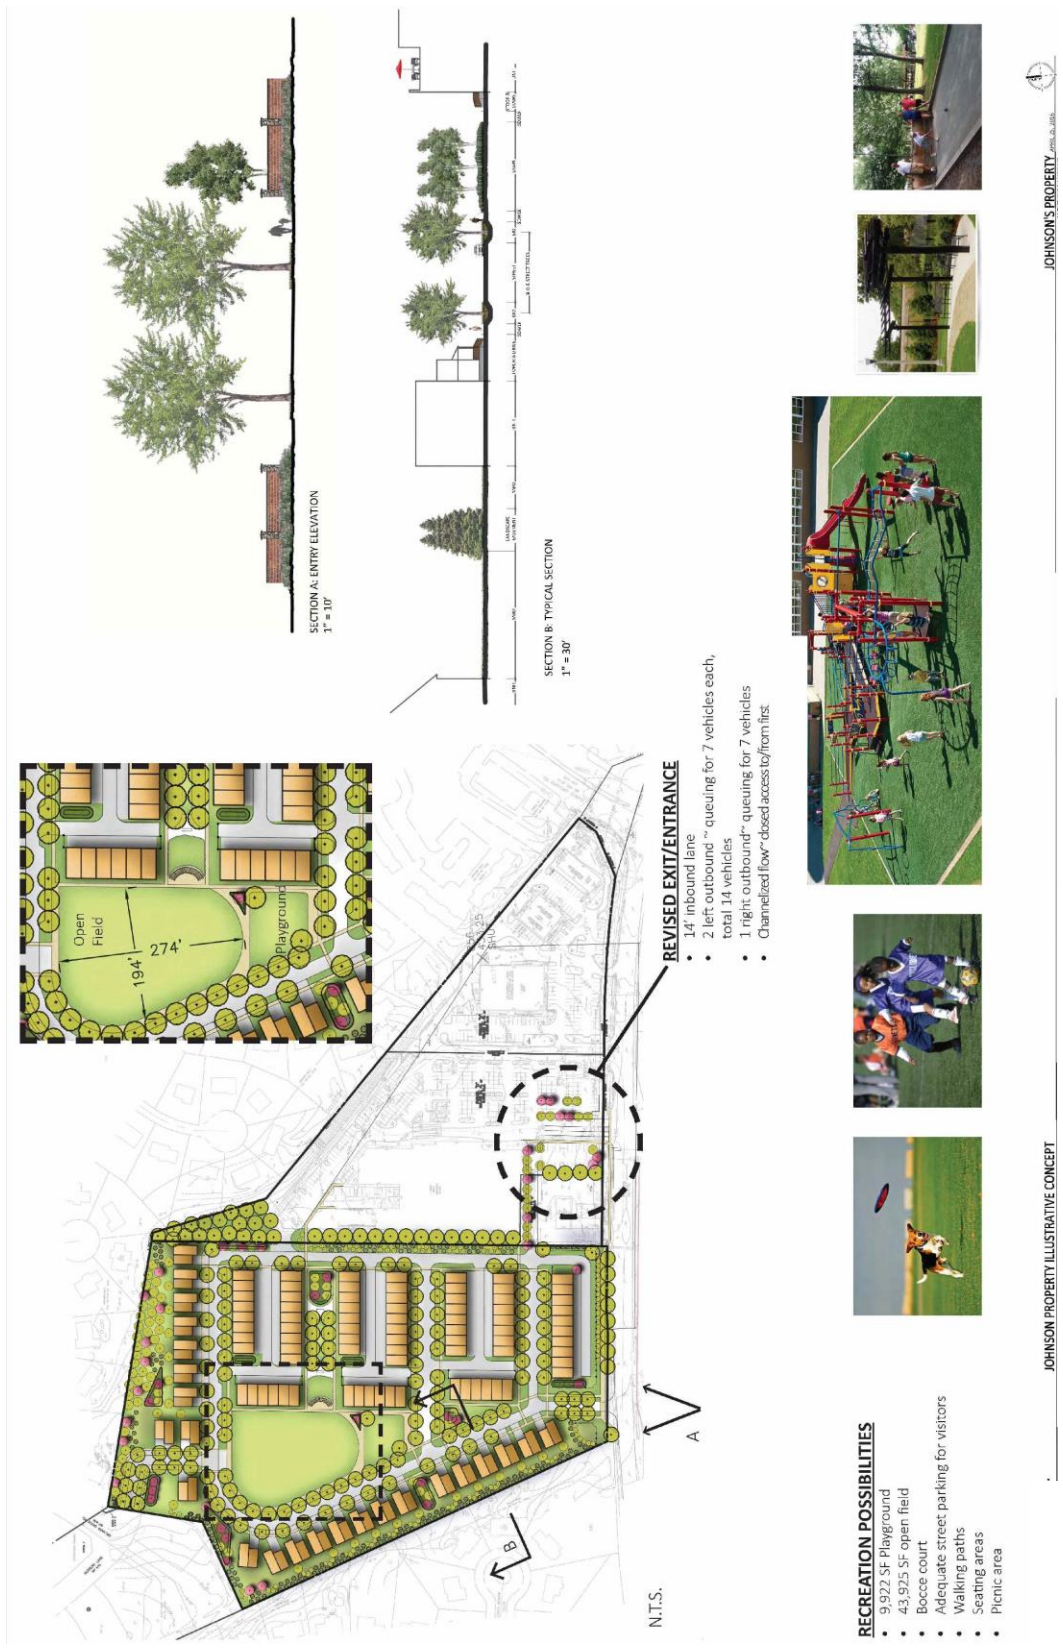 Open
Field
194'
274'
Playground
SECTION A: ENTRY ELEVATION
1" = 10'
SECTION B: TYPICAL SECTION
1" = 30'
REVISED EXIT/ENTRANCE
• 14' inbound lane
• 2 left outbound ~ queuing for 7 vehicles each,
total 14 vehicles
• 1 right outbound~ queuing for 7 vehicles
• Channelized flow~ closed access to/from first
A
B
N.T.S.
RECREATION POSSIBILITIES
• 9,922 SF Playground
• 43,925 SF open field
• Bocce court
• Adequate street parking for visitors
• Walking paths
• Seating areas
• Picnic area
JOHNSON PROPERTY ILLUSTRATIVE CONCEPT
JOHNSON'S PROPERTY